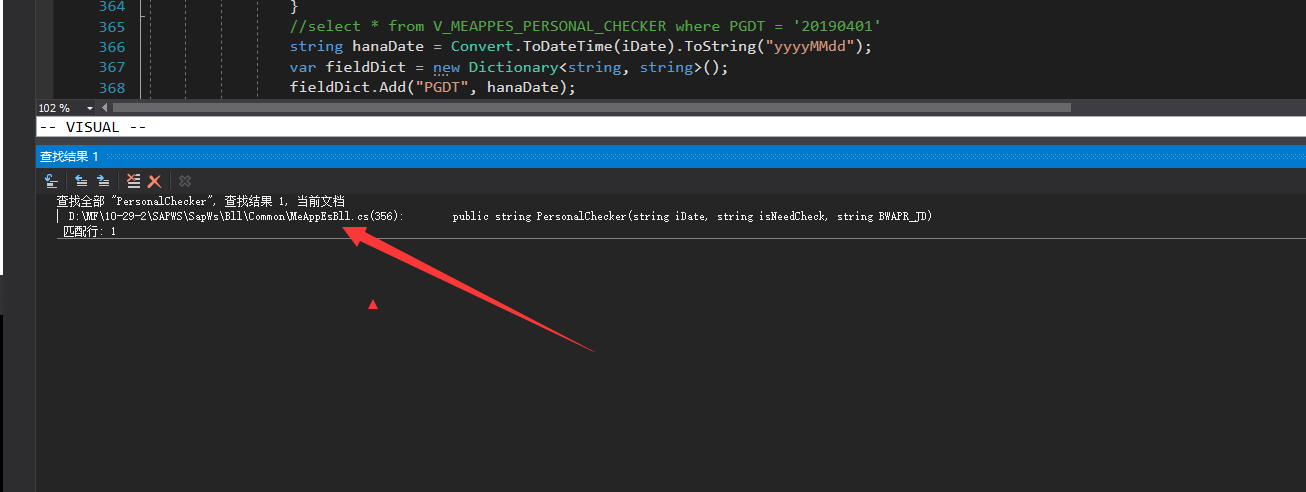 364 }
365 //select * from V_MEAPPES_PERSONAL_CHECKER where PGDT = '20190401'
366 string hanaDate = Convert.ToDateTime(iDate).ToString("yyyyMMdd");
367 var fieldDict = new Dictionary<string, string>();
368 fieldDict.Add("PGDT", hanaDate);
102 %
-- VISUAL --
查找结果 1
查找全部 "PersonalChecker", 查找结果 1, 当前文档
D:\MF\10-29-2\SAPWS\SapWs\Bll\Common\MeAppEsBll.cs(356): public string PersonalChecker(string iDate, string isNeedCheck, string BWAPR_JD)
匹配行: 1